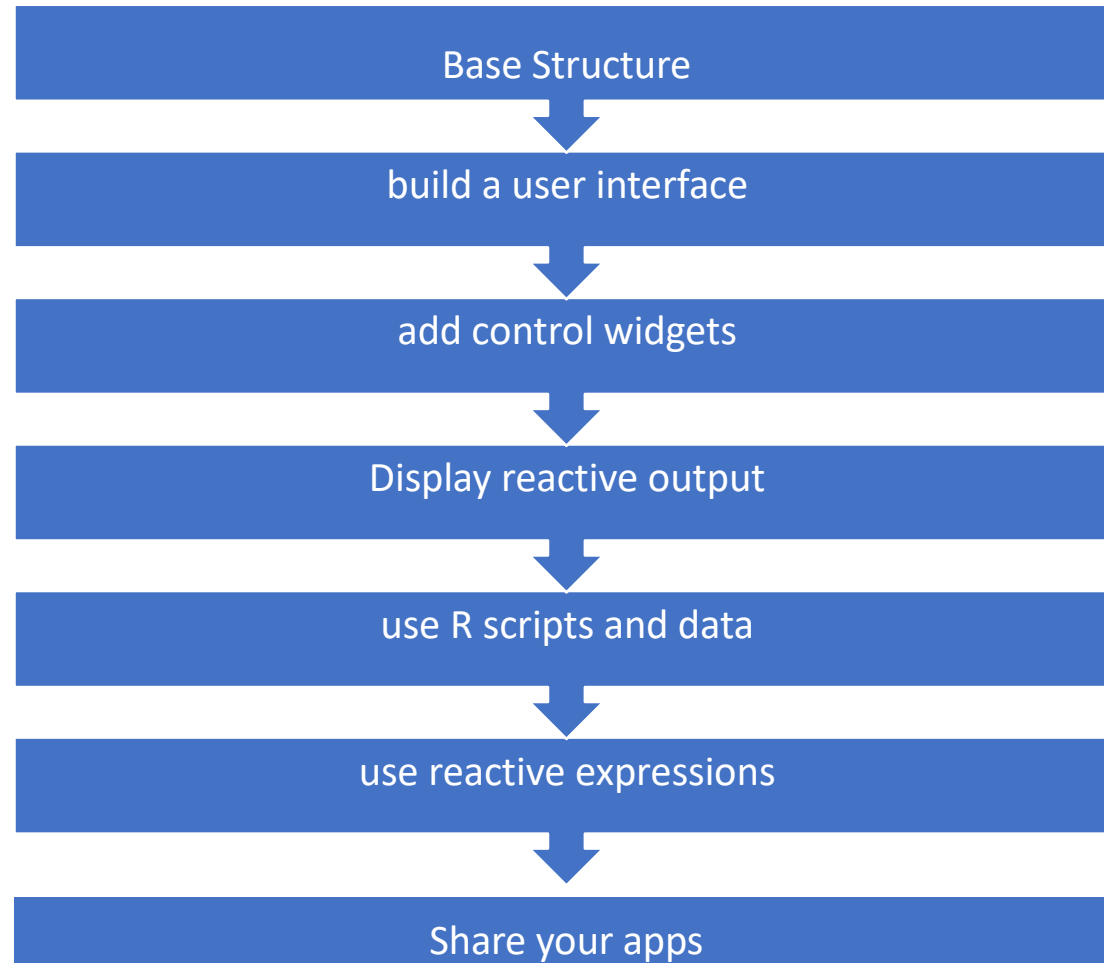 Base Structure
build a user interface
add control widgets
Display reactive output
use R scripts and data
use reactive expressions
Share your apps